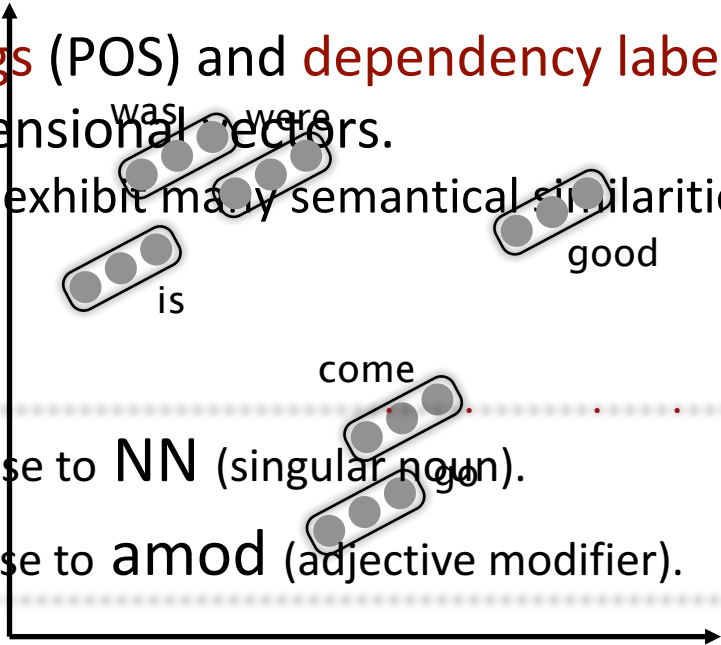 gs (POS) and dependency labe
was were
ensional vectors.
exhibit many semantical similaritie
good
is
come
se to NN (singular noun).
go
se to amod (adjective modifier).